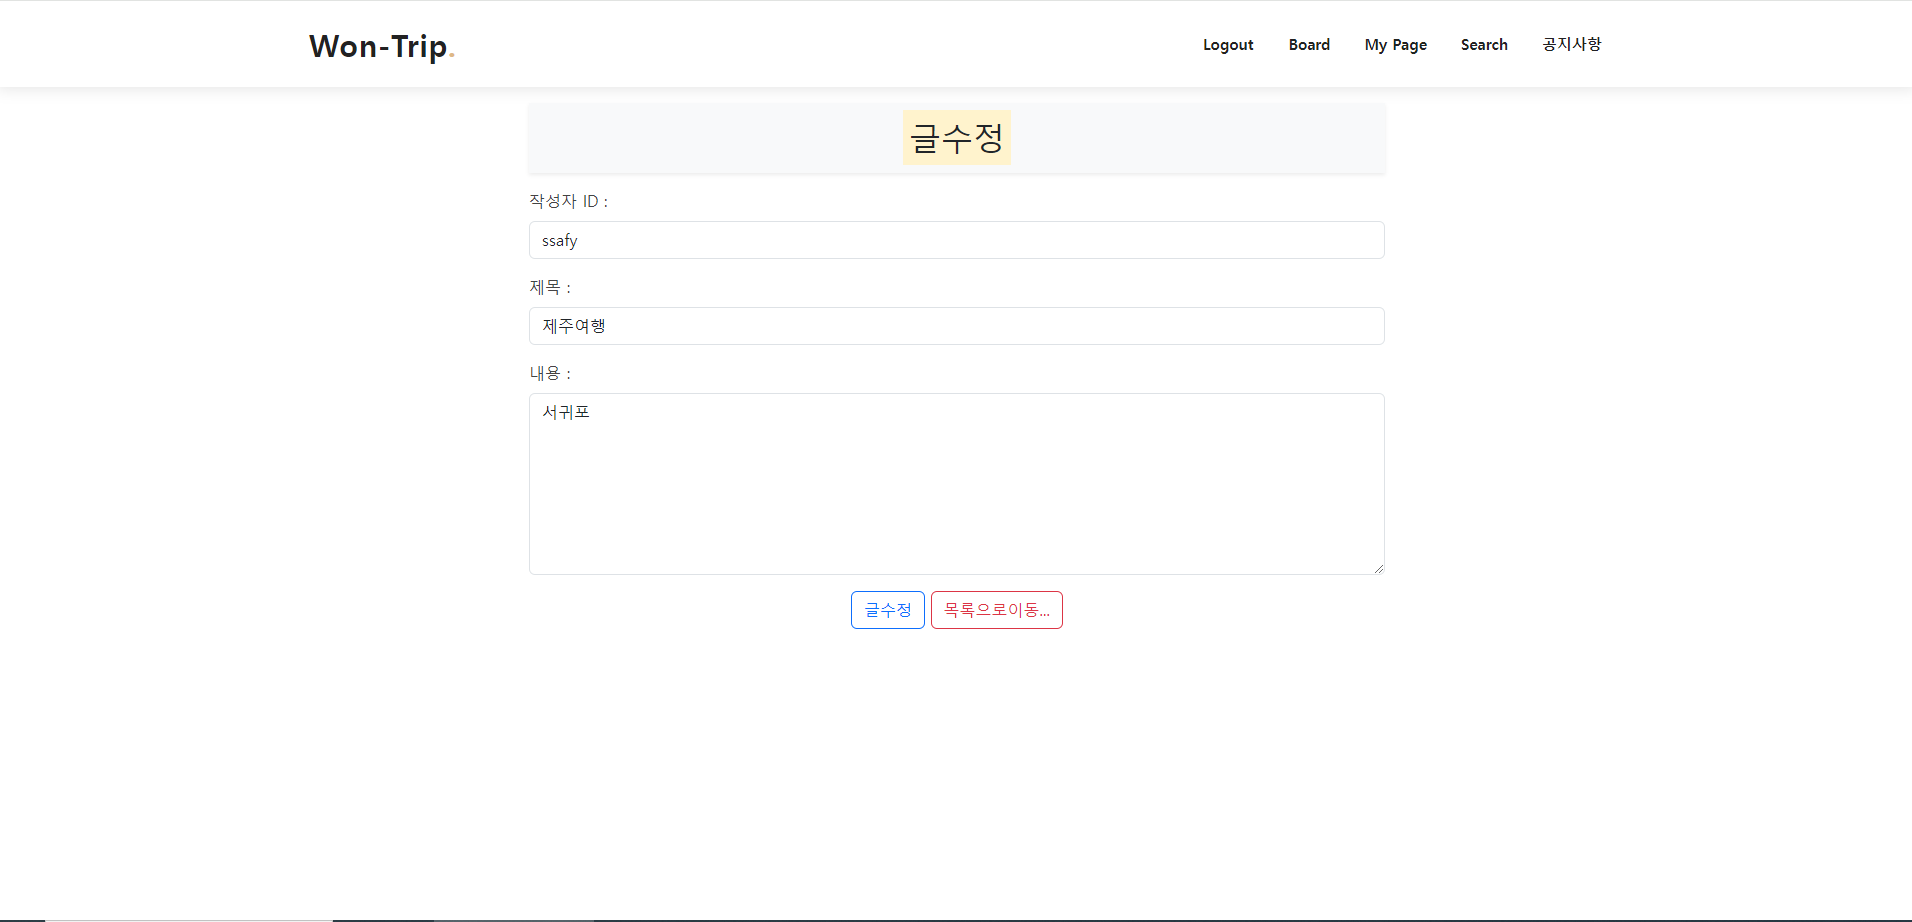 Won-Trip.
Logout Board My Page Search 공지사항
글수정
작성자 ID :
ssafy
제목 :
제주여행
내용 :
서귀포
글수정 목록으로이동...